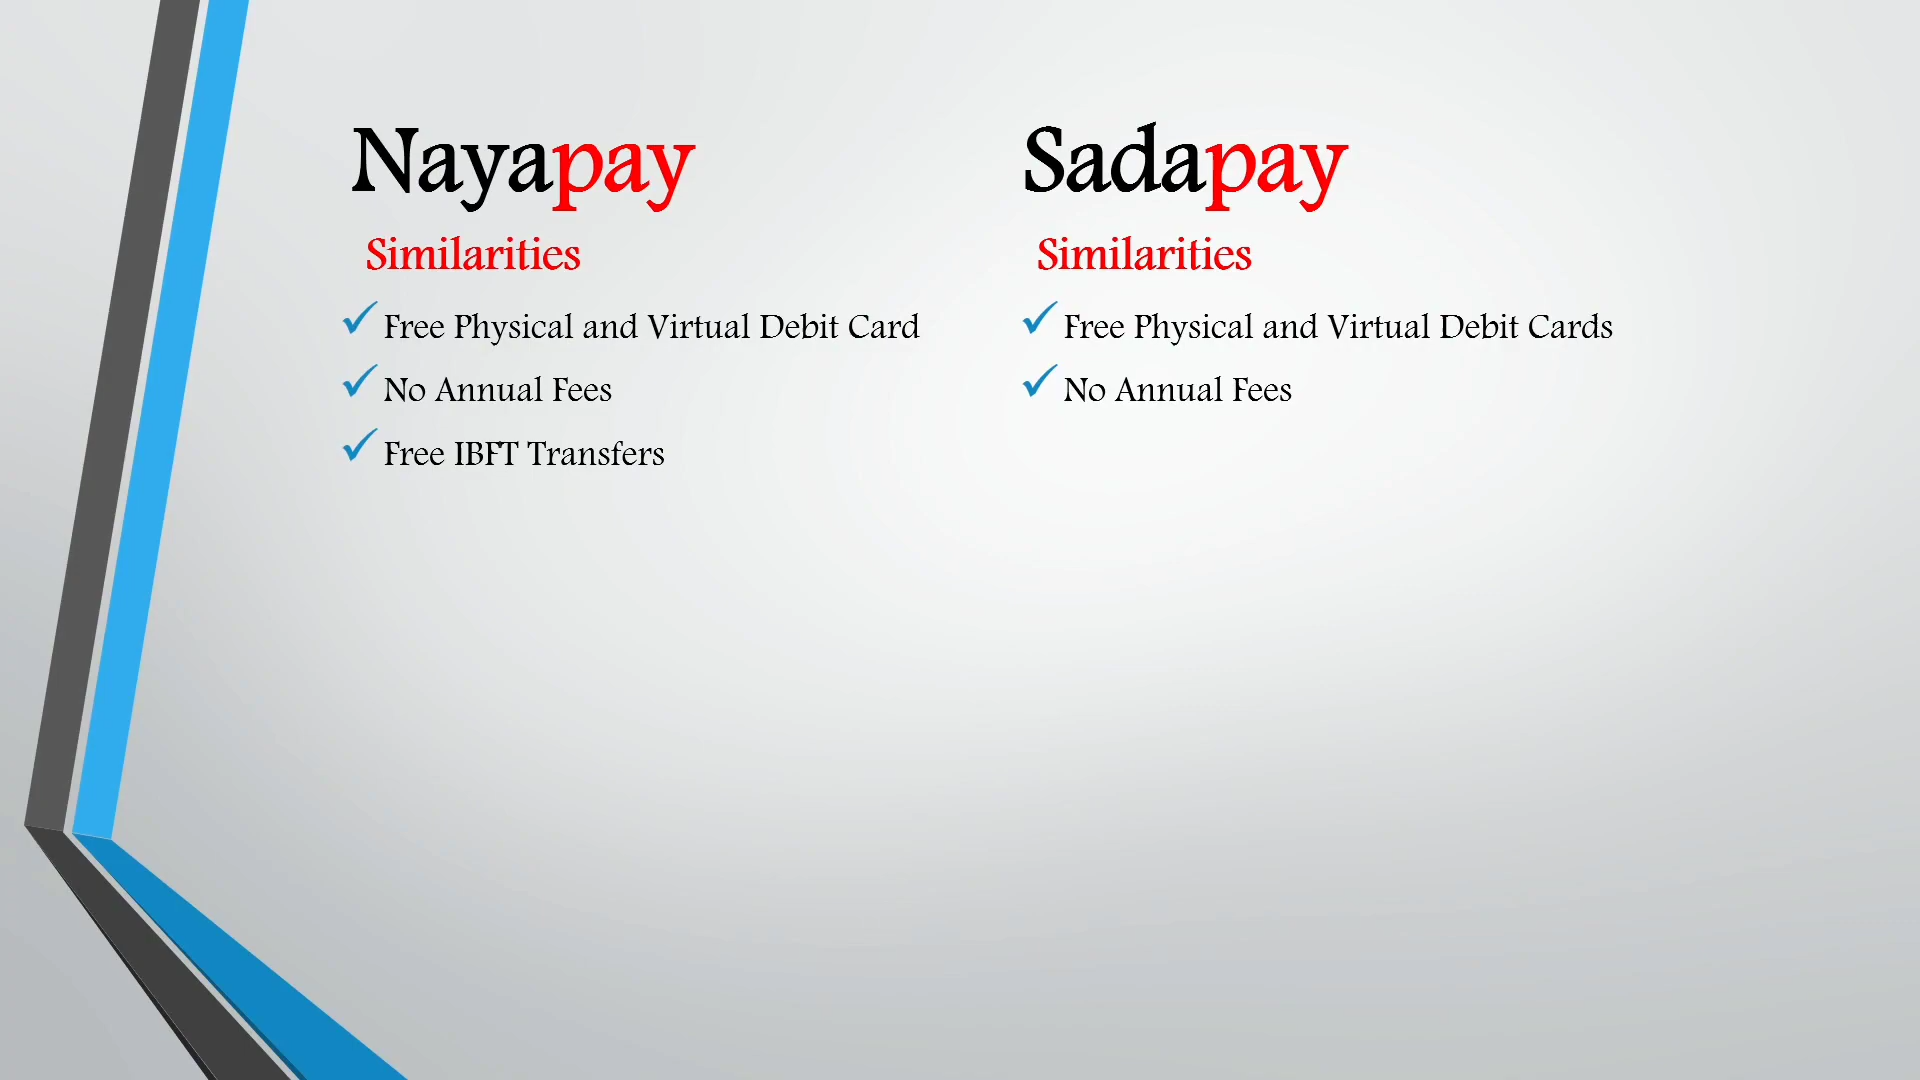 Nayapay
Similarities
Free Physical and Virtual Debit Card
No Annual Fees
Free IBFT Transfers
Sadapay
Similarities
Free Physical and Virtual Debit Cards
No Annual Fees